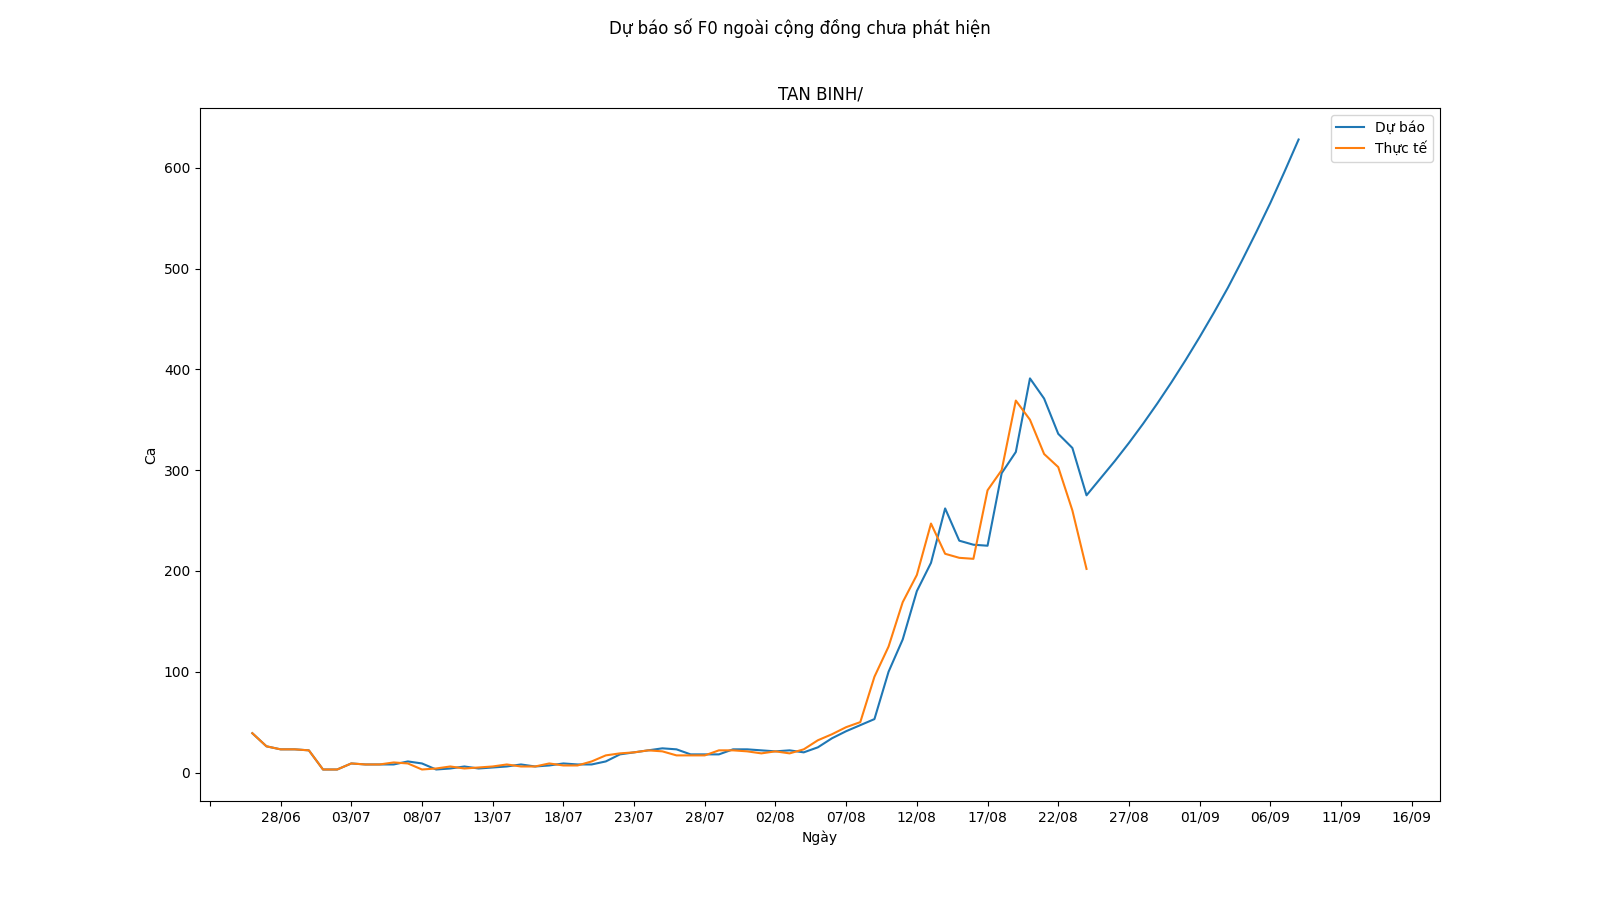 Dự báo số F0 ngoài cộng đồng chưa phát hiện
TAN BINH/
Dự báo
Thực tế
600
500
400
300
200
100
0
Ca
28/06 03/07 08/07 13/07 18/07 23/07 28/07 02/08 07/08 12/08 17/08 22/08 27/08 01/09 06/09 11/09 16/09
Ngày